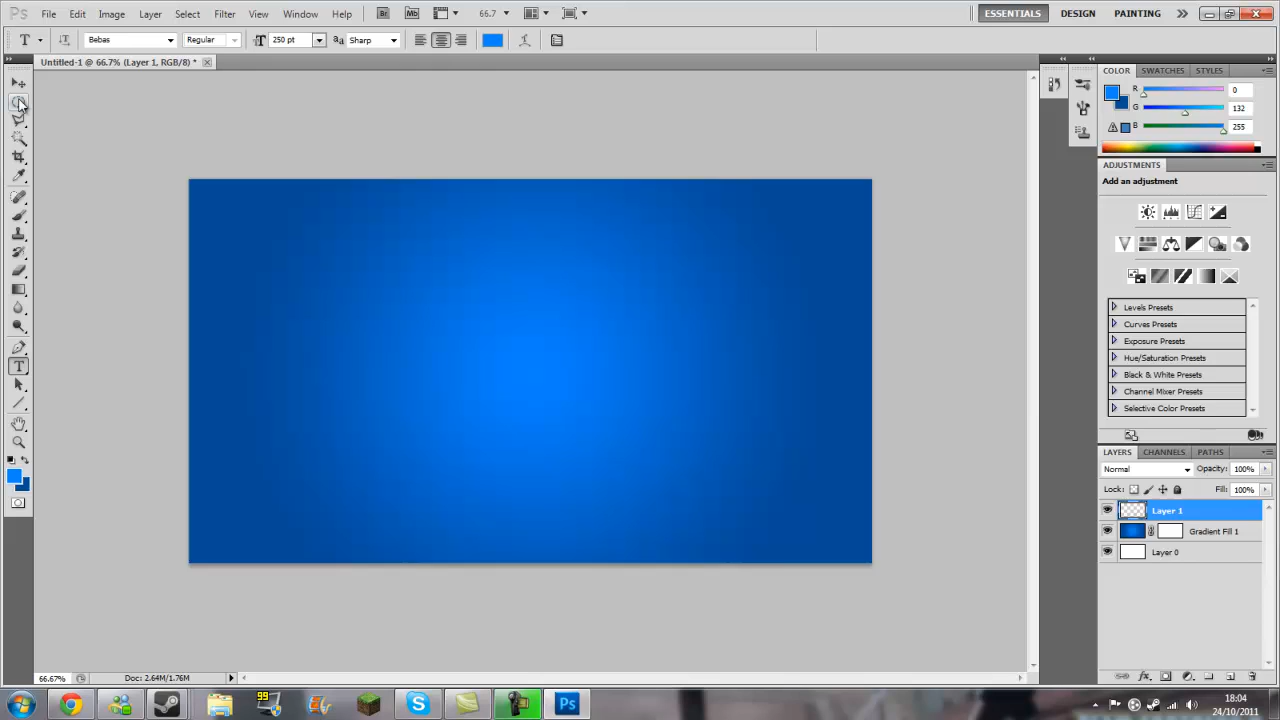 File Edit Image Layer Select Filter View Window Help Br Mb 66.7 ESSENTIALS DESIGN PAINTING
T Bebas Regular 250 pt aa Sharp
Untitled-1 @ 66.7% (Layer 1, RGB/8) *
COLOR SWATCHES STYLES
R 0
G 132
B 255
ADJUSTMENTS
Add an adjustment
Levels Presets
Curves Presets
Exposure Presets
Hue/Saturation Presets
Black & White Presets
Channel Mixer Presets
Selective Color Presets
LAYERS CHANNELS PATHS
Normal Opacity: 100%
Lock: Fill: 100%
Layer 1
Gradient Fill 1
Layer 0
66.67% Doc: 2.64M/1.76M
99 Ps
18:04
24/10/2011